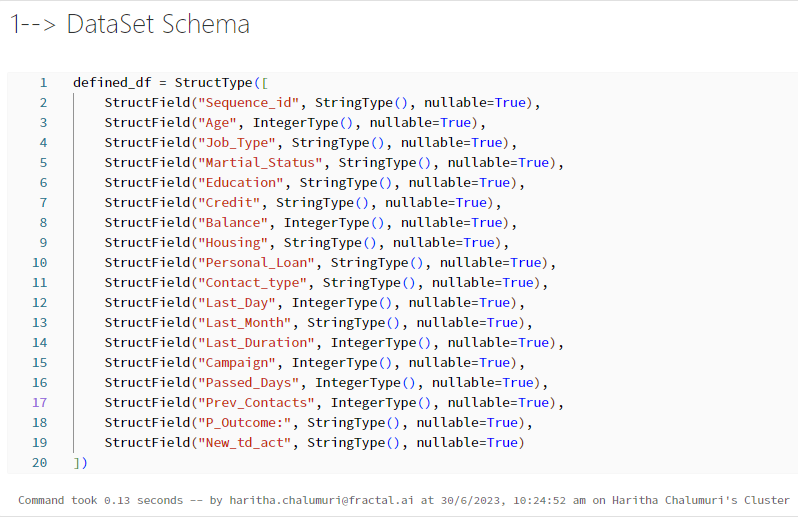 1--> DataSet Schema
1 defined_df = StructType([
2 StructField("Sequence_id", StringType(), nullable=True),
3 StructField("Age", IntegerType(), nullable=True),
4 StructField("Job_Type", StringType(), nullable=True),
5 StructField("Martial_Status", StringType(), nullable=True),
6 StructField("Education", StringType(), nullable=True),
7 StructField("Credit", StringType(), nullable=True),
8 StructField("Balance", IntegerType(), nullable=True),
9 StructField("Housing", StringType(), nullable=True),
10 StructField("Personal_Loan", StringType(), nullable=True),
11 StructField("Contact_type", StringType(), nullable=True),
12 StructField("Last_Day", IntegerType(), nullable=True),
13 StructField("Last_Month", StringType(), nullable=True),
14 StructField("Last_Duration", IntegerType(), nullable=True),
15 StructField("Campaign", IntegerType(), nullable=True),
16 StructField("Passed_Days", IntegerType(), nullable=True),
17 StructField("Prev_Contacts", IntegerType(), nullable=True),
18 StructField("P_Outcome:", StringType(), nullable=True),
19 StructField("New_td_act", StringType(), nullable=True)
20 ])
Command took 0.13 seconds -- by haritha.chalumuri@fractal.ai at 30/6/2023, 10:24:52 am on Haritha Chalumuri's Cluster